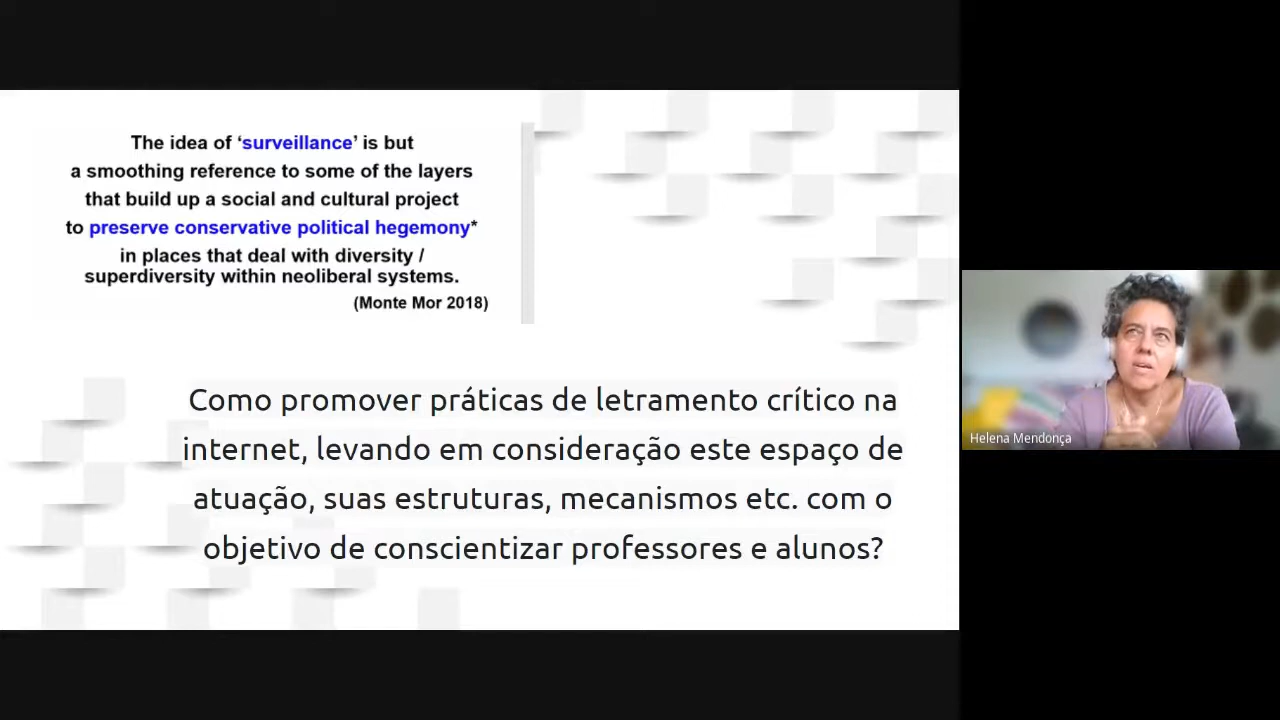 The idea of ‘surveillance’ is but
a smoothing reference to some of the layers
that build up a social and cultural project
to preserve conservative political hegemony*
in places that deal with diversity /
superdiversity within neoliberal systems.
(Monte Mor 2018)
Como promover práticas de letramento crítico na
internet, levando em consideração este espaço de
atuação, suas estruturas, mecanismos etc. com o
objetivo de conscientizar professores e alunos?
Helena Mendonça